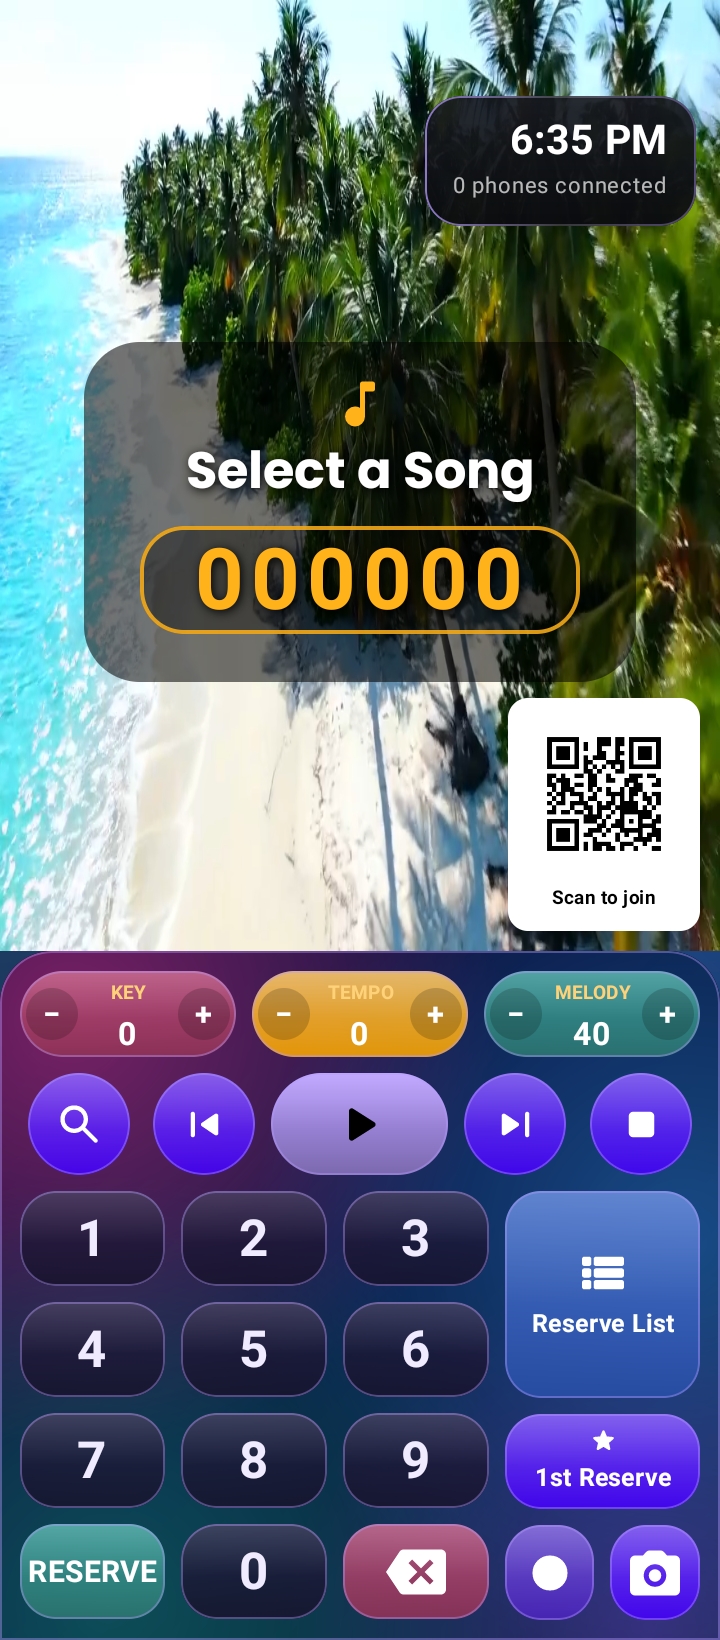 6:35 PM
0 phones connected
Select a Song
000000
Scan to join
KEY
− 0 +
TEMPO
− 0 +
MELODY
− 40 +
1 2 3
Reserve List
4 5 6
7 8 9
1st Reserve
RESERVE 0